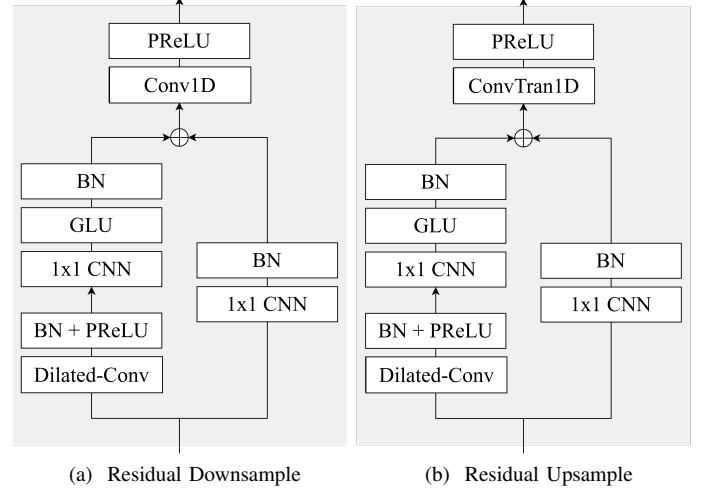 PReLU
Conv1D
BN
GLU
1x1 CNN
BN + PReLU
Dilated-Conv
BN
1x1 CNN
(a) Residual Downsample
PReLU
ConvTran1D
BN
GLU
1x1 CNN
BN + PReLU
Dilated-Conv
BN
1x1 CNN
(b) Residual Upsample